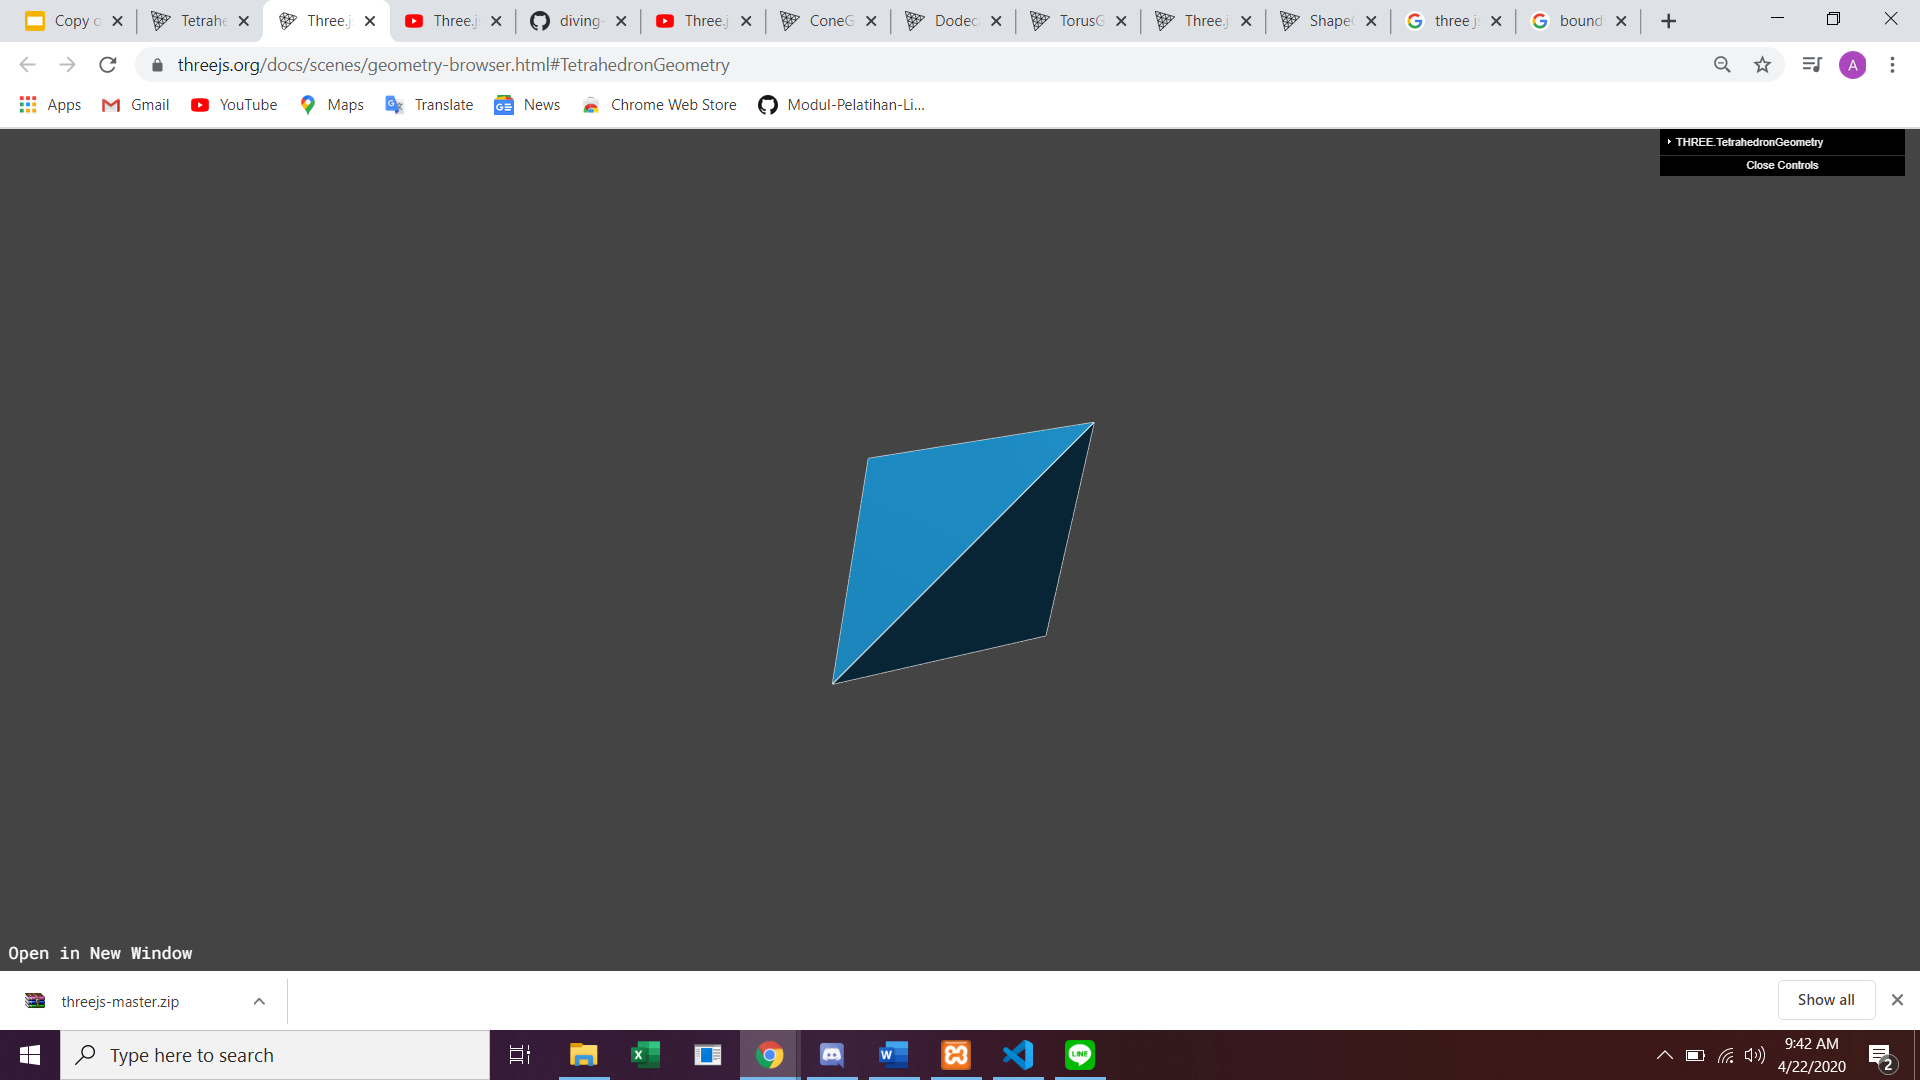 Copy o
Tetrahe
Three.j
Three.j
diving-
Three.j
ConeG
Dodec
TorusG
Three.j
Shape
three j
bound
threejs.org/docs/scenes/geometry-browser.html#TetrahedronGeometry
A
Apps
Gmail
YouTube
Maps
Translate
News
Chrome Web Store
Modul-Pelatihan-Li...
THREE.TetrahedronGeometry
Close Controls
Open in New Window
threejs-master.zip
Show all
Type here to search
LINE
9:42 AM
4/22/2020
2